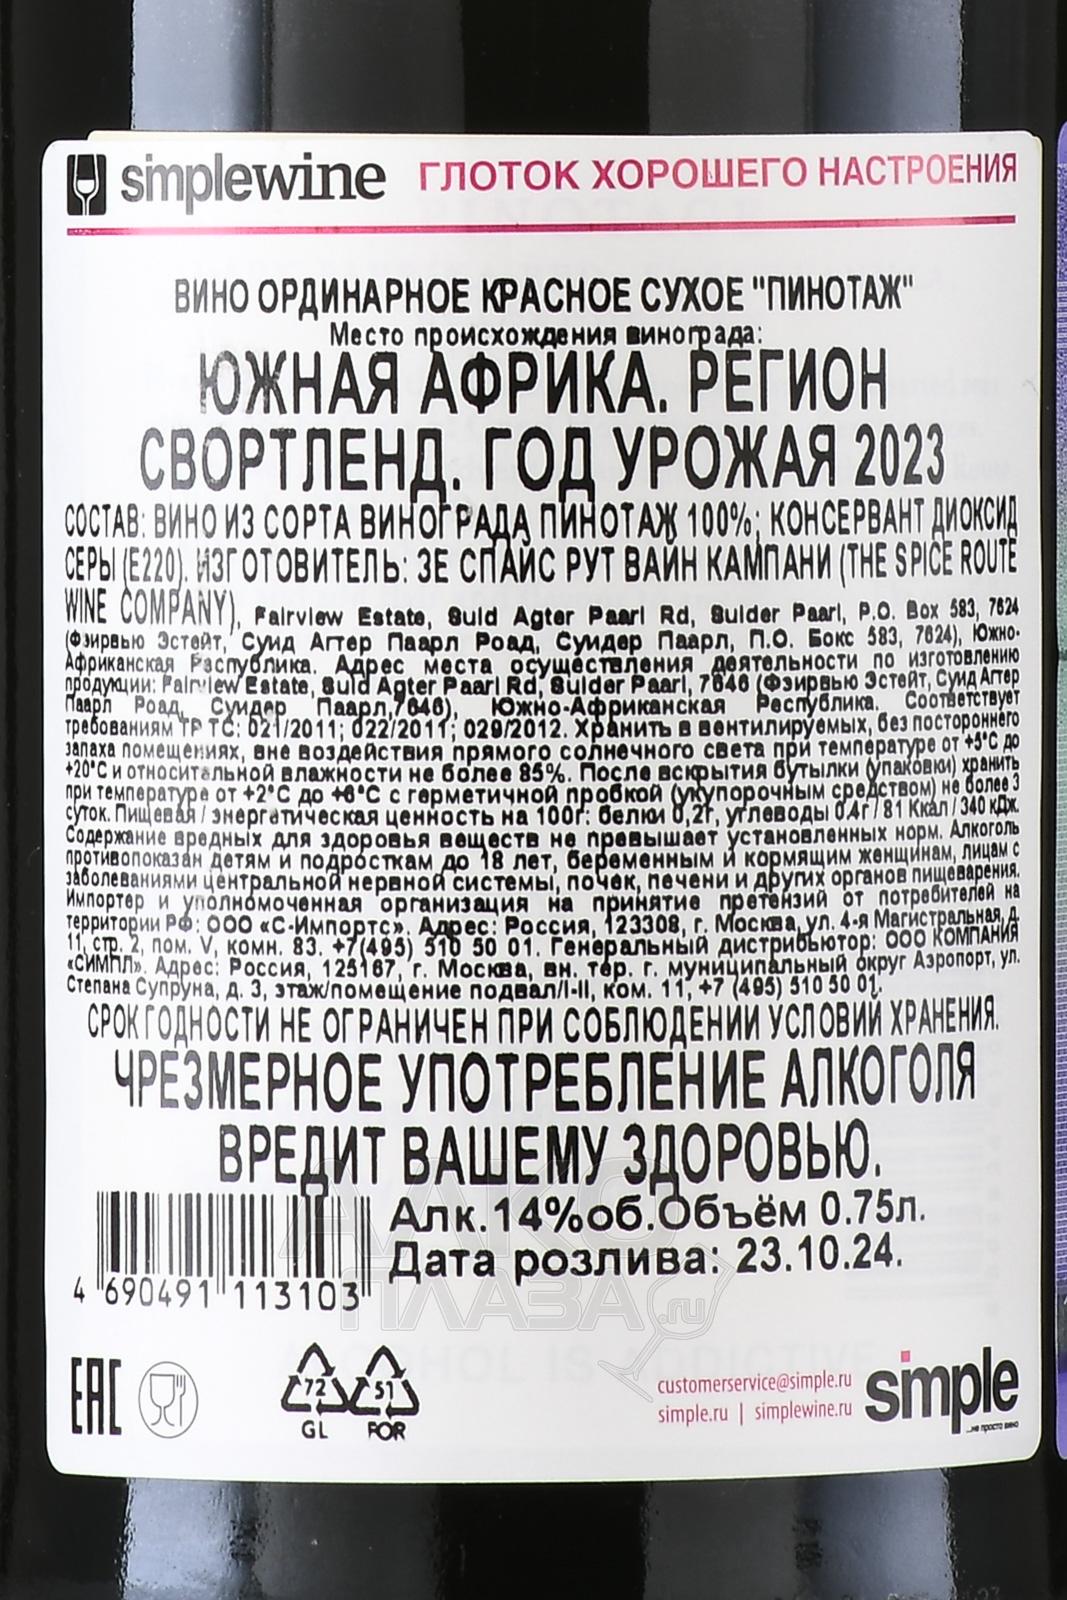 simplewine ГЛОТОК ХОРОШЕГО НАСТРОЕНИЯ
ВИНО ОРДИНАРНОЕ КРАСНОЕ СУХОЕ "ПИНОТАЖ"
Место происхождения винограда:
ЮЖНАЯ АФРИКА. РЕГИОН
СВОРТЛЕНД. ГОД УРОЖАЯ 2023
СОСТАВ: ВИНО ИЗ СОРТА ВИНОГРАДА ПИНОТАЖ 100%; КОНСЕРВАНТ ДИОКСИД
СЕРЫ (Е220). ИЗГОТОВИТЕЛЬ: ЗЕ СПАЙС РУТ ВАЙН КАМПАНИ (THE SPICE ROUTE
WINE COMPANY), Fairview Estate, Suid Agter Paarl Rd, Suider Paarl, P.O. Box 583, 7624
(Фэирвью Эстейт, Суид Агтер Паарл Роад, Суидер Паарл, П.О. Бокс 583, 7624), Южно-
Африканская Республика. Адрес места осуществления деятельности по изготовлению
продукции: Fairview Estate, Suid Agter Paarl Rd, Suider Paarl, 7646 (Фэирвью Эстейт, Суид Агтер
Паарл Роад, Суидер Паарл,7646), Южно-Африканская Республика. Соответствует
требованиям ТР ТС: 021/2011; 022/2011; 029/2012. Хранить в вентилируемых, без постороннего
запаха помещениях, вне воздействия прямого солнечного света при температуре от +5°С до
+20°С и относительной влажности не более 85%. После вскрытия бутылки (упаковки) хранить
при температуре от +2°С до +6°С с герметичной пробкой (укупорочным средством) не более 3
суток. Пищевая / энергетическая ценность на 100г: белки 0,2г, углеводы 0.4г / 81 Ккал / 340 кДж.
Содержание вредных для здоровья веществ не превышает установленных норм. Алкоголь
противопоказан детям и подросткам до 18 лет, беременным и кормящим женщинам, лицам с
заболеваниями центральной нервной системы, почек, печени и других органов пищеварения.
Импортер и уполномоченная организация на принятие претензий от потребителей на
территории РФ: ООО «С-Импортс». Адрес: Россия, 123308, г. Москва,ул. 4-я Магистральная, д.
11, стр. 2, пом. V, комн. 83. +7(495) 510 50 01. Генеральный дистрибьютор: ООО КОМПАНИЯ
«СИМПЛ». Адрес: Россия, 125167, г. Москва, вн. тер. г. муниципальный округ Аэропорт, ул.
Степана Супруна, д. 3, этаж/помещение подвал/I-II, ком. 11, +7 (495) 510 50 01.
СРОК ГОДНОСТИ НЕ ОГРАНИЧЕН ПРИ СОБЛЮДЕНИИ УСЛОВИЙ ХРАНЕНИЯ.
ЧРЕЗМЕРНОЕ УПОТРЕБЛЕНИЕ АЛКОГОЛЯ
ВРЕДИТ ВАШЕМУ ЗДОРОВЬЮ.
Алк.14%об.Объём 0.75л.
Дата розлива: 23.10.24.
4 690491 113103
АЛКО
ПЛАЗА.ru
EAC
72 51
GL FOR
customerservice@simple.ru
simple.ru | simplewine.ru
simple
...не просто вино